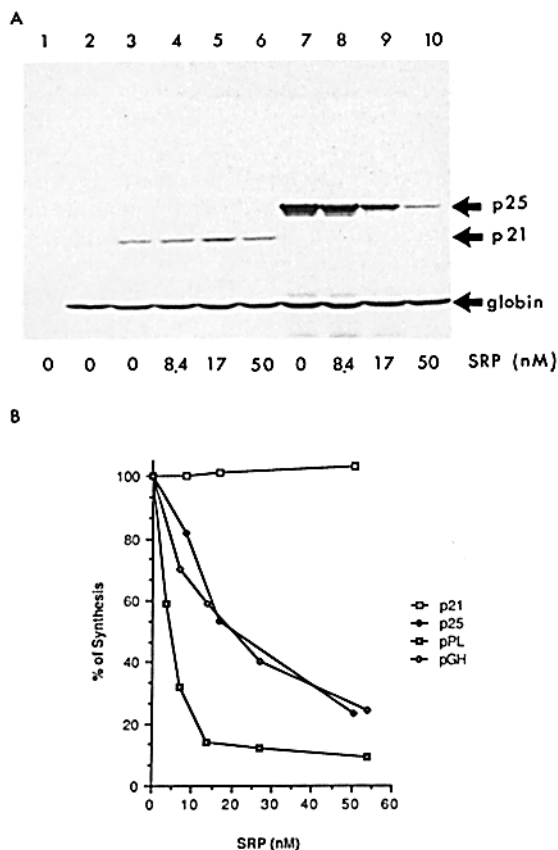 A
1 2 3 4 5 6 7 8 9 10
p25
p21
globin
0 0 0 8,4 17 50 0 8,4 17 50 SRP (nM)
B
100
80
60
40
20
0
% of Synthesis
p21
p25
pPL
pGH
0 10 20 30 40 50 60
SRP (nM)